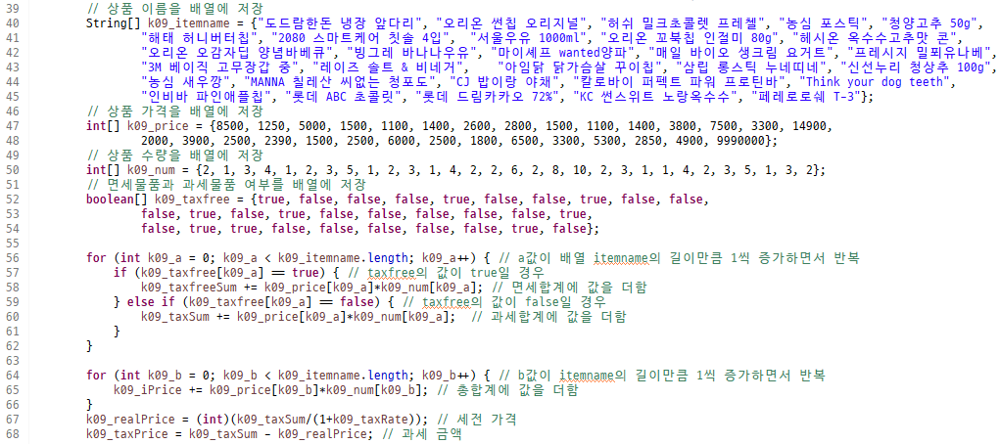 39 // 상품 이름을 배열에 저장
40 String[] k09_itemname = {"도드람한돈 냉장 앞다리", "오리온 썬칩 오리지널", "허쉬 밀크초콜렛 프레첼", "농심 포스틱", "청양고추 50g",
41 "해태 허니버터칩", "2080 스마트케어 칫솔 4입", "서울우유 1000ml", "오리온 꼬북칩 인절미 80g", "헤시온 옥수수고추맛 콘",
42 "오리온 오감자딥 양념바베큐", "빙그레 바나나우유", "마이셰프 wanted양파", "매일 바이오 생크림 요거트", "프레시지 밀푀유나베",
43 "3M 베이직 고무장갑 중", "레이즈 솔트 & 비네거", "아임닭 닭가슴살 꾸이칩", "삼립 롱스틱 누네띠네", "신선누리 청상추 100g",
44 "농심 새우깡", "MANNA 칠레산 씨없는 청포도", "CJ 밥이랑 야채", "칼로바이 퍼펙트 파워 프로틴바", "Think your dog teeth",
45 "인비바 파인애플칩", "롯데 ABC 초콜릿", "롯데 드림카카오 72%", "KC 썬스위트 노랑옥수수", "페레로로쉐 T-3"};
46 // 상품 가격을 배열에 저장
47 int[] k09_price = {8500, 1250, 5000, 1500, 1100, 1400, 2600, 2800, 1500, 1100, 1400, 3800, 7500, 3300, 14900,
48 2000, 3900, 2500, 2390, 1500, 2500, 6000, 2500, 1800, 6500, 3300, 5300, 2850, 4900, 9990000};
49 // 상품 수량을 배열에 저장
50 int[] k09_num = {2, 1, 3, 4, 1, 2, 3, 5, 1, 2, 3, 1, 4, 2, 2, 6, 2, 8, 10, 2, 3, 1, 1, 4, 2, 3, 5, 1, 3, 2};
51 // 면세물품과 과세물품 여부를 배열에 저장
52 boolean[] k09_taxfree = {true, false, false, false, true, false, false, true, false, false,
53 false, true, false, true, false, false, false, false, false, true,
54 false, true, true, false, false, false, false, false, true, false};
55
56 for (int k09_a = 0; k09_a < k09_itemname.length; k09_a++) { // a값이 배열 itemname의 길이만큼 1씩 증가하면서 반복
57 if (k09_taxfree[k09_a] == true) { // taxfree의 값이 true일 경우
58 k09_taxfreeSum += k09_price[k09_a]*k09_num[k09_a]; // 면세합계에 값을 더함
59 } else if (k09_taxfree[k09_a] == false) { // taxfree의 값이 false일 경우
60 k09_taxSum += k09_price[k09_a]*k09_num[k09_a]; // 과세합계에 값을 더함
61 }
62 }
63
64 for (int k09_b = 0; k09_b < k09_itemname.length; k09_b++) { // b값이 itemname의 길이만큼 1씩 증가하면서 반복
65 k09_iPrice += k09_price[k09_b]*k09_num[k09_b]; // 총합계에 값을 더함
66 }
67 k09_realPrice = (int)(k09_taxSum/(1+k09_taxRate)); // 세전 가격
68 k09_taxPrice = k09_taxSum - k09_realPrice; // 과세 금액